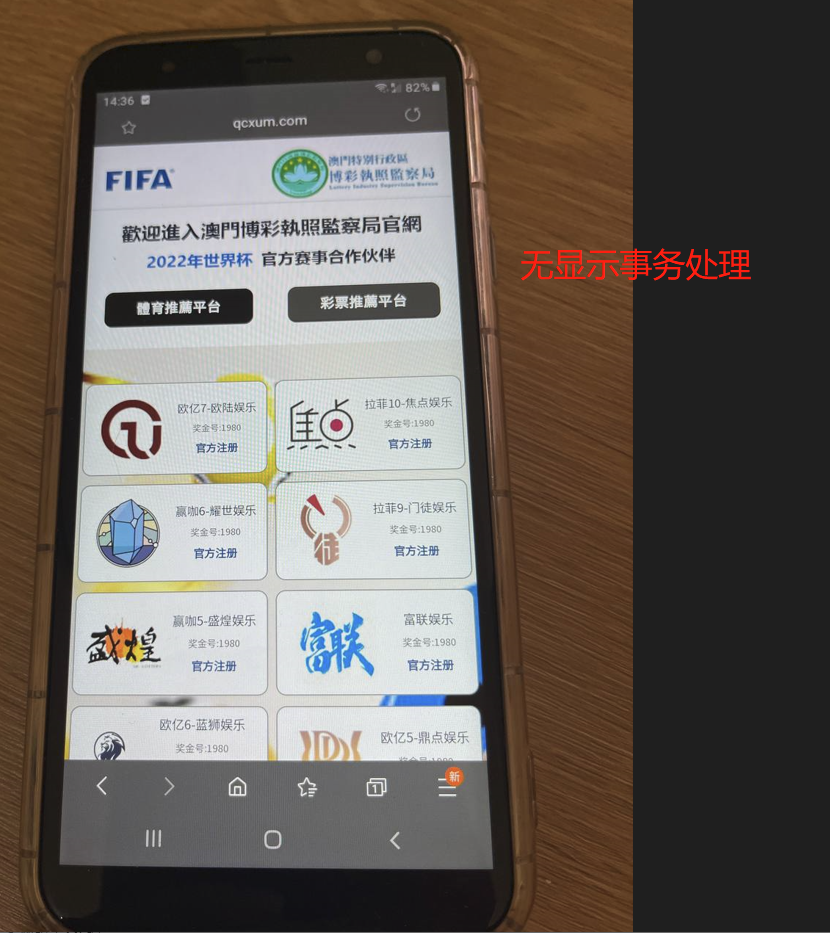 14:36
82%
qcxum.com
FIFA
澳門特別行政區
博彩執照監察局
Lottery Industry Supervision Bureau
歡迎進入澳門博彩執照監察局官網
2022年世界杯 官方赛事合作伙伴
體育推薦平台
彩票推薦平台
无显示事务处理
欧亿7-欧陆娱乐
奖金号:1980
官方注册
焦点
拉菲10-焦点娱乐
奖金号:1980
官方注册
赢咖6-耀世娱乐
奖金号:1980
官方注册
徒
拉菲9-门徒娱乐
奖金号:1980
官方注册
盛煌
赢咖5-盛煌娱乐
奖金号:1980
官方注册
富联
富联娱乐
奖金号:1980
官方注册
欧亿6-蓝狮娱乐
奖金号:1980
欧亿5-鼎点娱乐
1
新